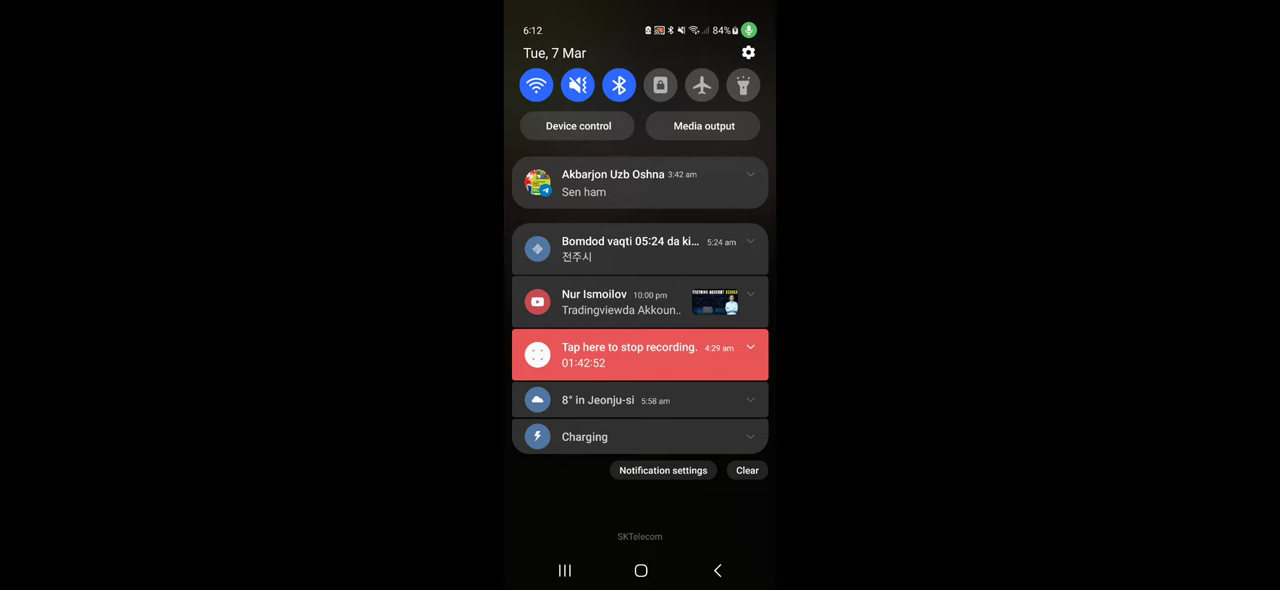 6:12
84%
Tue, 7 Mar
Device control
Media output
Akbarjon Uzb Oshna 3:42 am
Sen ham
Bomdod vaqti 05:24 da ki... 5:24 am
전주시
Nur Ismoilov 10:00 pm
Tradingviewda Akkoun..
Tap here to stop recording. 4:29 am
01:42:52
8° in Jeonju-si 5:58 am
Charging
Notification settings
Clear
SKTelecom